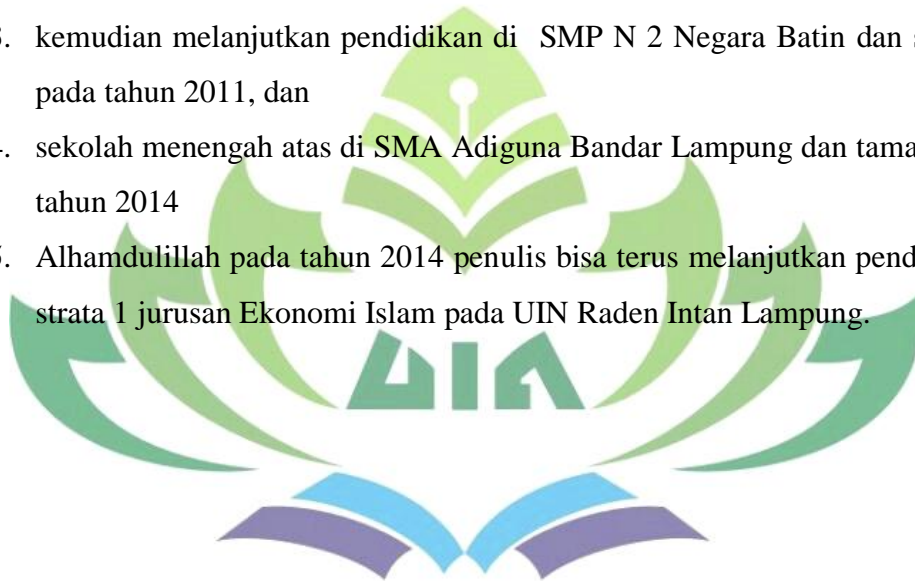 kemudian melanjutkan pendidikan di SMP N 2 Negara Batin dan
pada tahun 2011, dan
sekolah menengah atas di SMA Adiguna Bandar Lampung dan
tahun 2014
Alhamdulillah pada tahun 2014 penulis bisa terus melanjutkan
strata 1 jurusan Ekonomi Islam pada UIN Raden Intan Lampung.
UIN